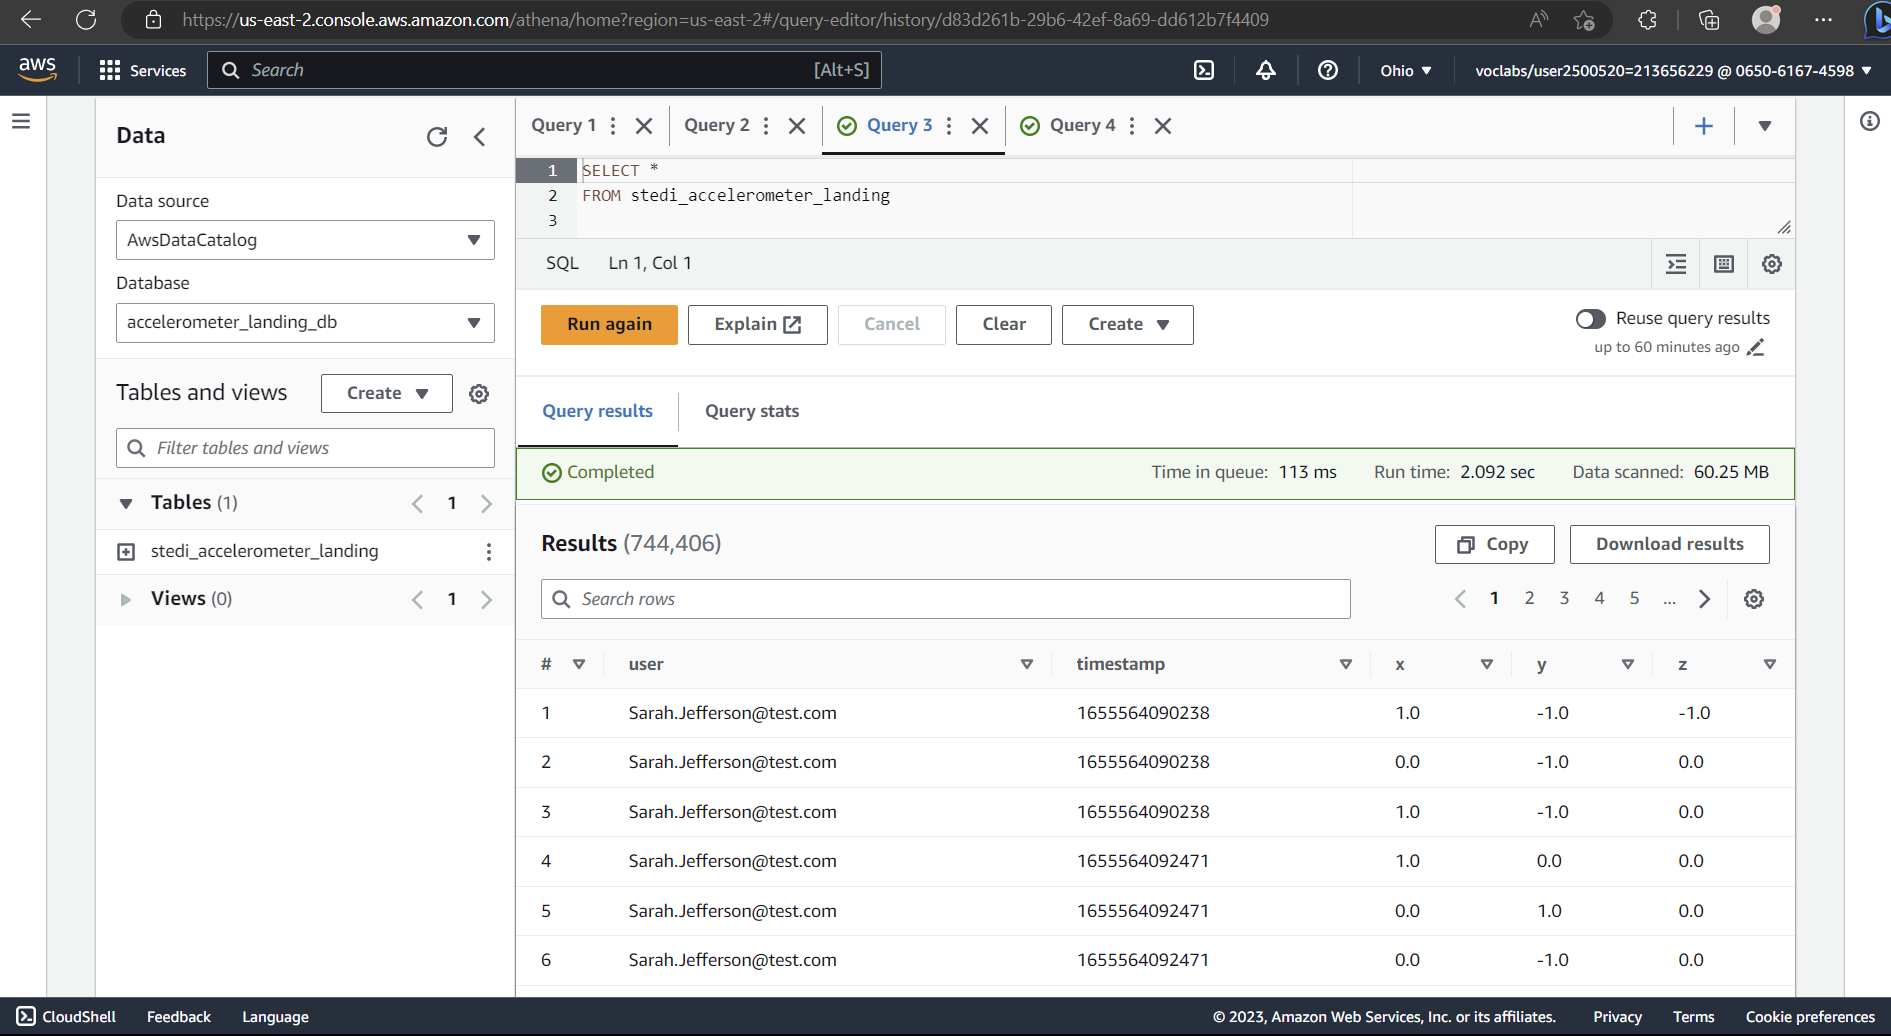 https://us-east-2.console.aws.amazon.com/athena/home?region=us-east-2#/query-editor/history/d83d261b-29b6-42ef-8a69-dd612b7f4409
aws
Services
Search
[Alt+S]
Ohio
voclabs/user2500520=213656229 @ 0650-6167-4598
Data
Data source
AwsDataCatalog
Database
accelerometer_landing_db
Tables and views
Create
Filter tables and views
Tables (1)
1
stedi_accelerometer_landing
Views (0)
1
Query 1
Query 2
Query 3
Query 4
1 SELECT *
2 FROM stedi_accelerometer_landing
3
SQL Ln 1, Col 1
Run again
Explain
Cancel
Clear
Create
Reuse query results
up to 60 minutes ago
Query results
Query stats
Completed
Time in queue: 113 ms Run time: 2.092 sec Data scanned: 60.25 MB
Results (744,406)
Copy
Download results
Search rows
1 2 3 4 5 ...
# user timestamp x y z
1 Sarah.Jefferson@test.com 1655564090238 1.0 -1.0 -1.0
2 Sarah.Jefferson@test.com 1655564090238 0.0 -1.0 0.0
3 Sarah.Jefferson@test.com 1655564090238 1.0 -1.0 0.0
4 Sarah.Jefferson@test.com 1655564092471 1.0 0.0 0.0
5 Sarah.Jefferson@test.com 1655564092471 0.0 1.0 0.0
6 Sarah.Jefferson@test.com 1655564092471 0.0 -1.0 0.0
CloudShell Feedback Language
© 2023, Amazon Web Services, Inc. or its affiliates. Privacy Terms Cookie preferences